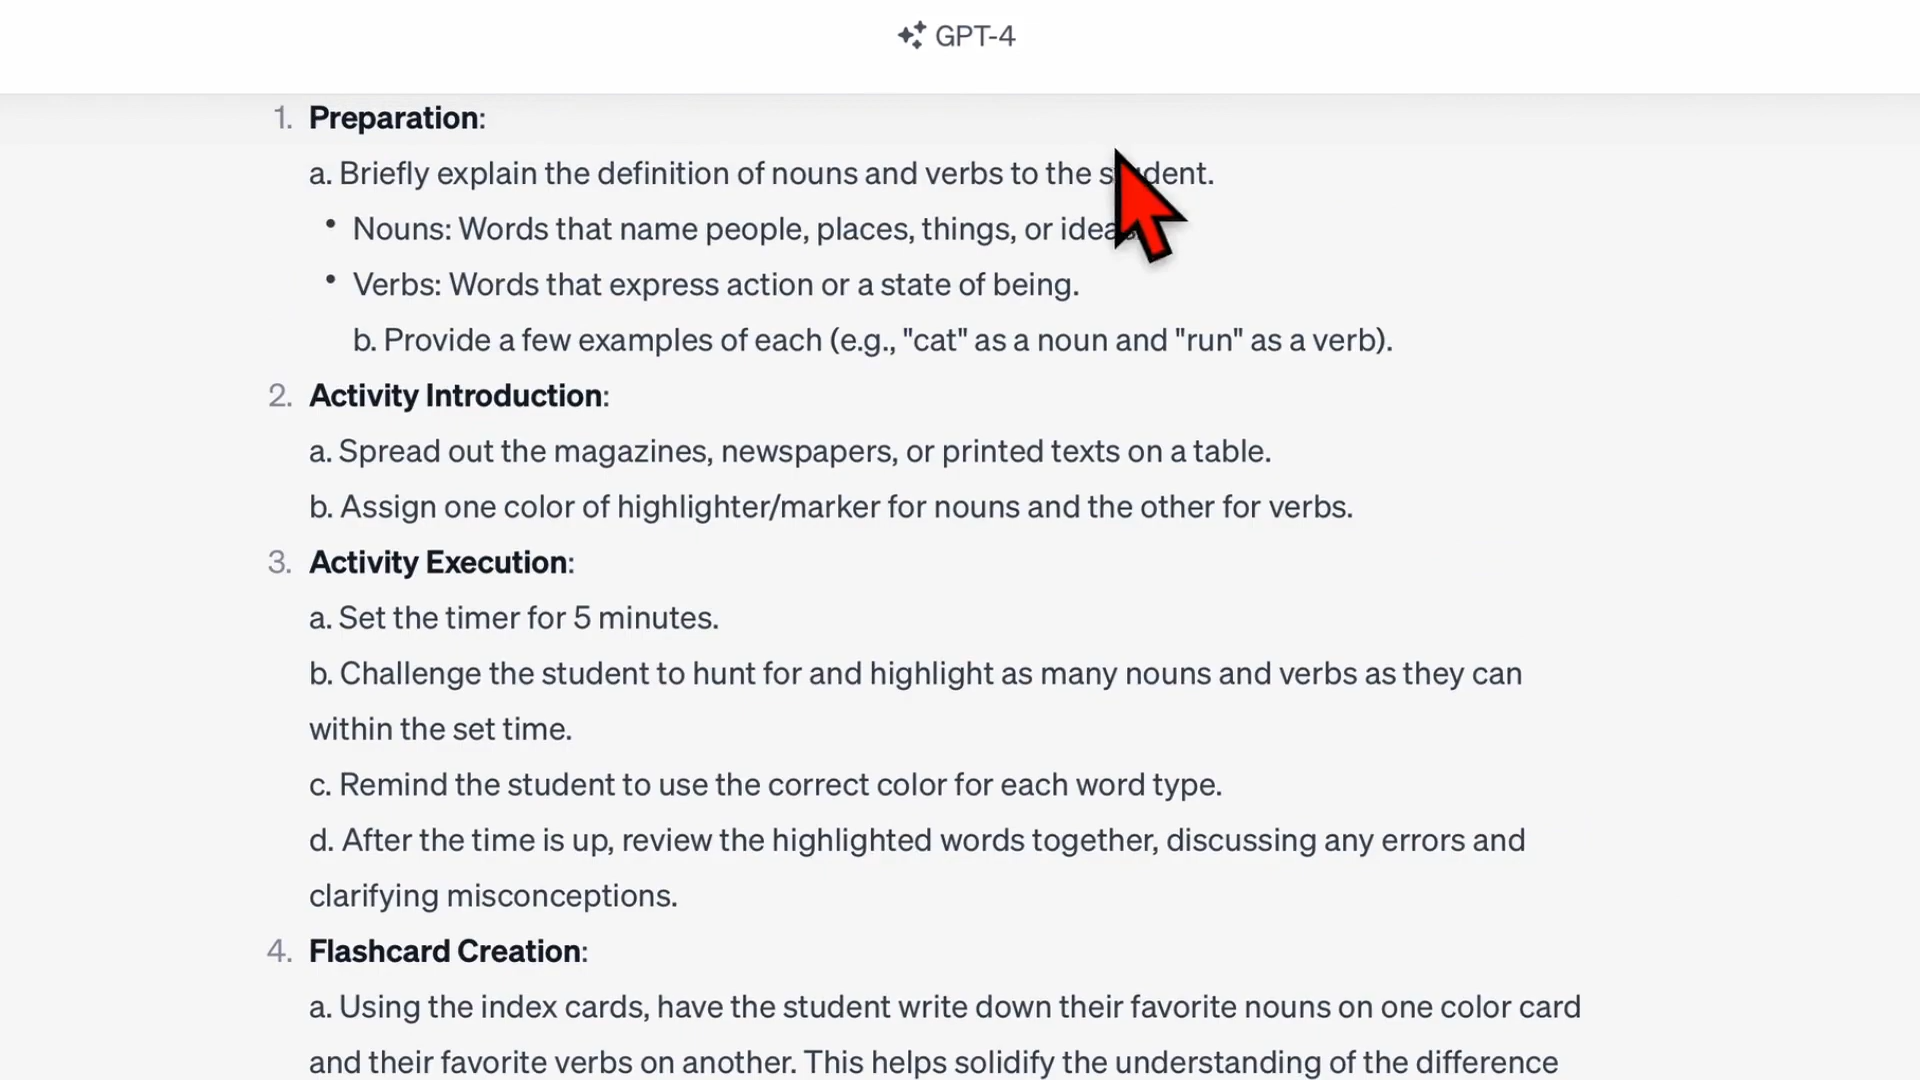 GPT-4
1. Preparation:
a. Briefly explain the definition of nouns and verbs to the student.
• Nouns: Words that name people, places, things, or ideas.
• Verbs: Words that express action or a state of being.
b. Provide a few examples of each (e.g., "cat" as a noun and "run" as a verb).
2. Activity Introduction:
a. Spread out the magazines, newspapers, or printed texts on a table.
b. Assign one color of highlighter/marker for nouns and the other for verbs.
3. Activity Execution:
a. Set the timer for 5 minutes.
b. Challenge the student to hunt for and highlight as many nouns and verbs as they can
within the set time.
c. Remind the student to use the correct color for each word type.
d. After the time is up, review the highlighted words together, discussing any errors and
clarifying misconceptions.
4. Flashcard Creation:
a. Using the index cards, have the student write down their favorite nouns on one color card
and their favorite verbs on another. This helps solidify the understanding of the difference